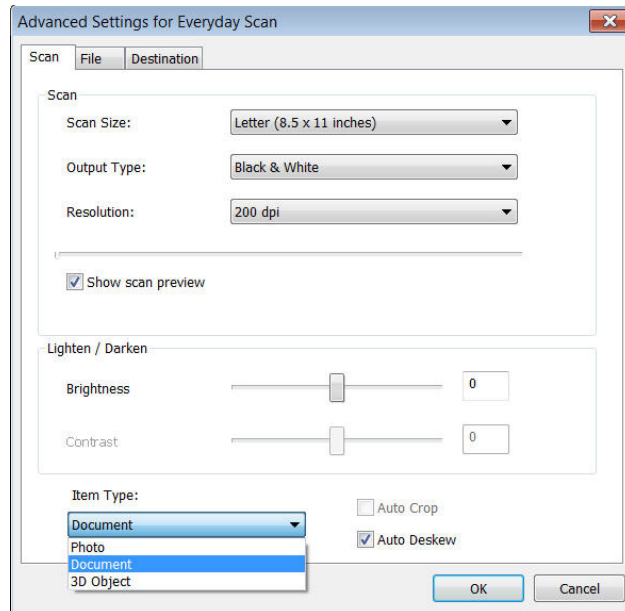 Advanced Settings for Everyday Scan
Scan File Destination
Scan
Scan Size: Letter (8.5 x 11 inches)
Output Type: Black & White
Resolution: 200 dpi
Show scan preview
Lighten / Darken
Brightness 0
Contrast 0
Item Type:
Auto Crop
Document
Auto Deskew
Photo
Document
3D Object
OK Cancel